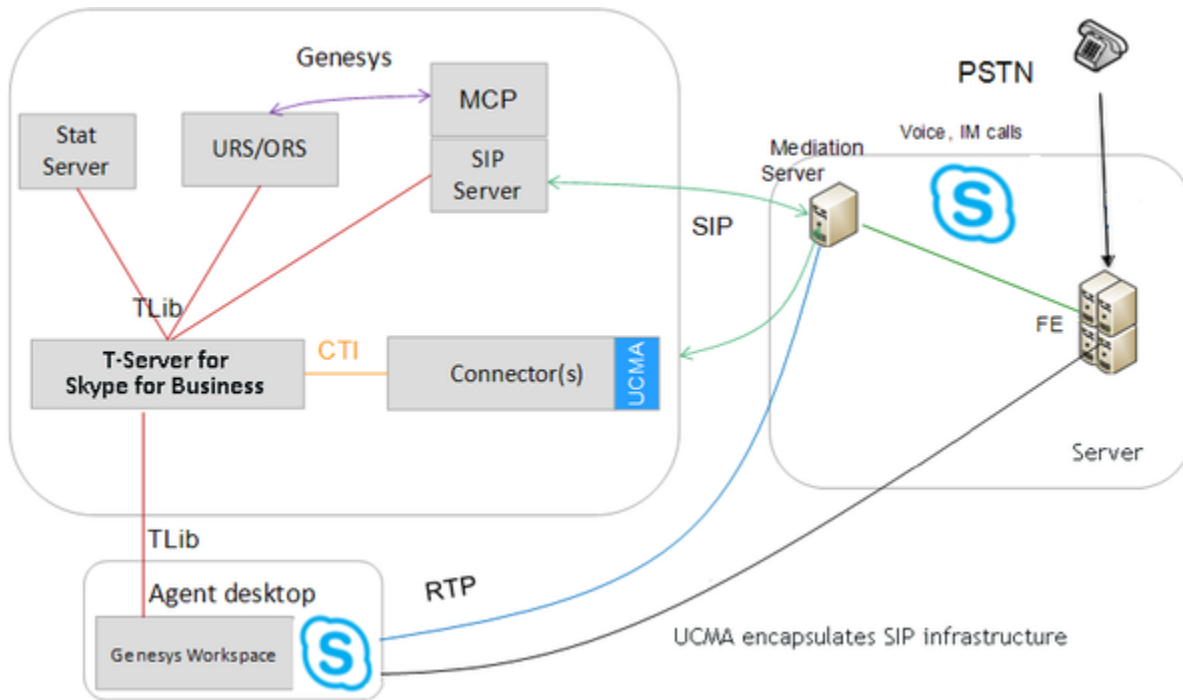 Genesys
PSTN
MCP
Stat
Server
URS/ORS
SIP
Server
Voice, IM calls
Mediation
Server
S
SIP
TLib
FE
T-Server for
Skype for Business
CTI
Connector(s)
UCMA
Server
TLib
Agent desktop
RTP
Genesys Workspace
S
UCMA encapsulates SIP infrastructure